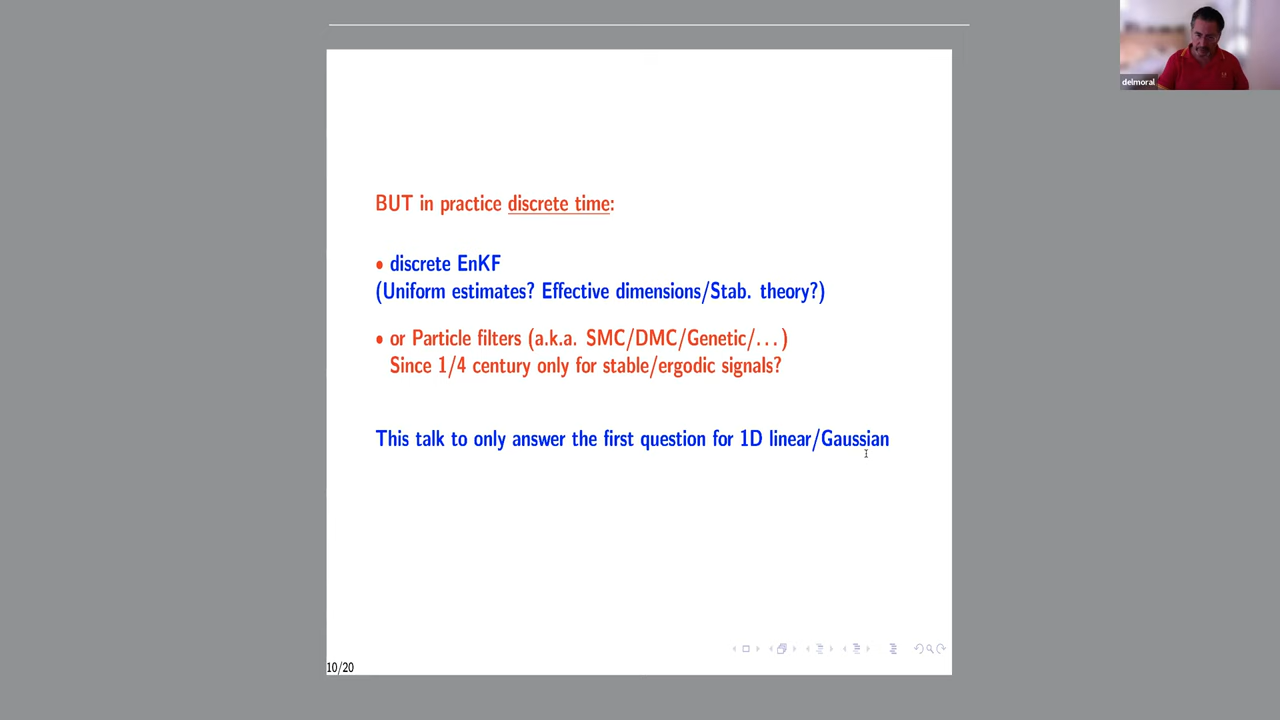 delmoral
BUT in practice discrete time:
• discrete EnKF
(Uniform estimates? Effective dimensions/Stab. theory?)
• or Particle filters (a.k.a. SMC/DMC/Genetic/...)
Since 1/4 century only for stable/ergodic signals?
This talk to only answer the first question for 1D linear/Gaussian
10/20